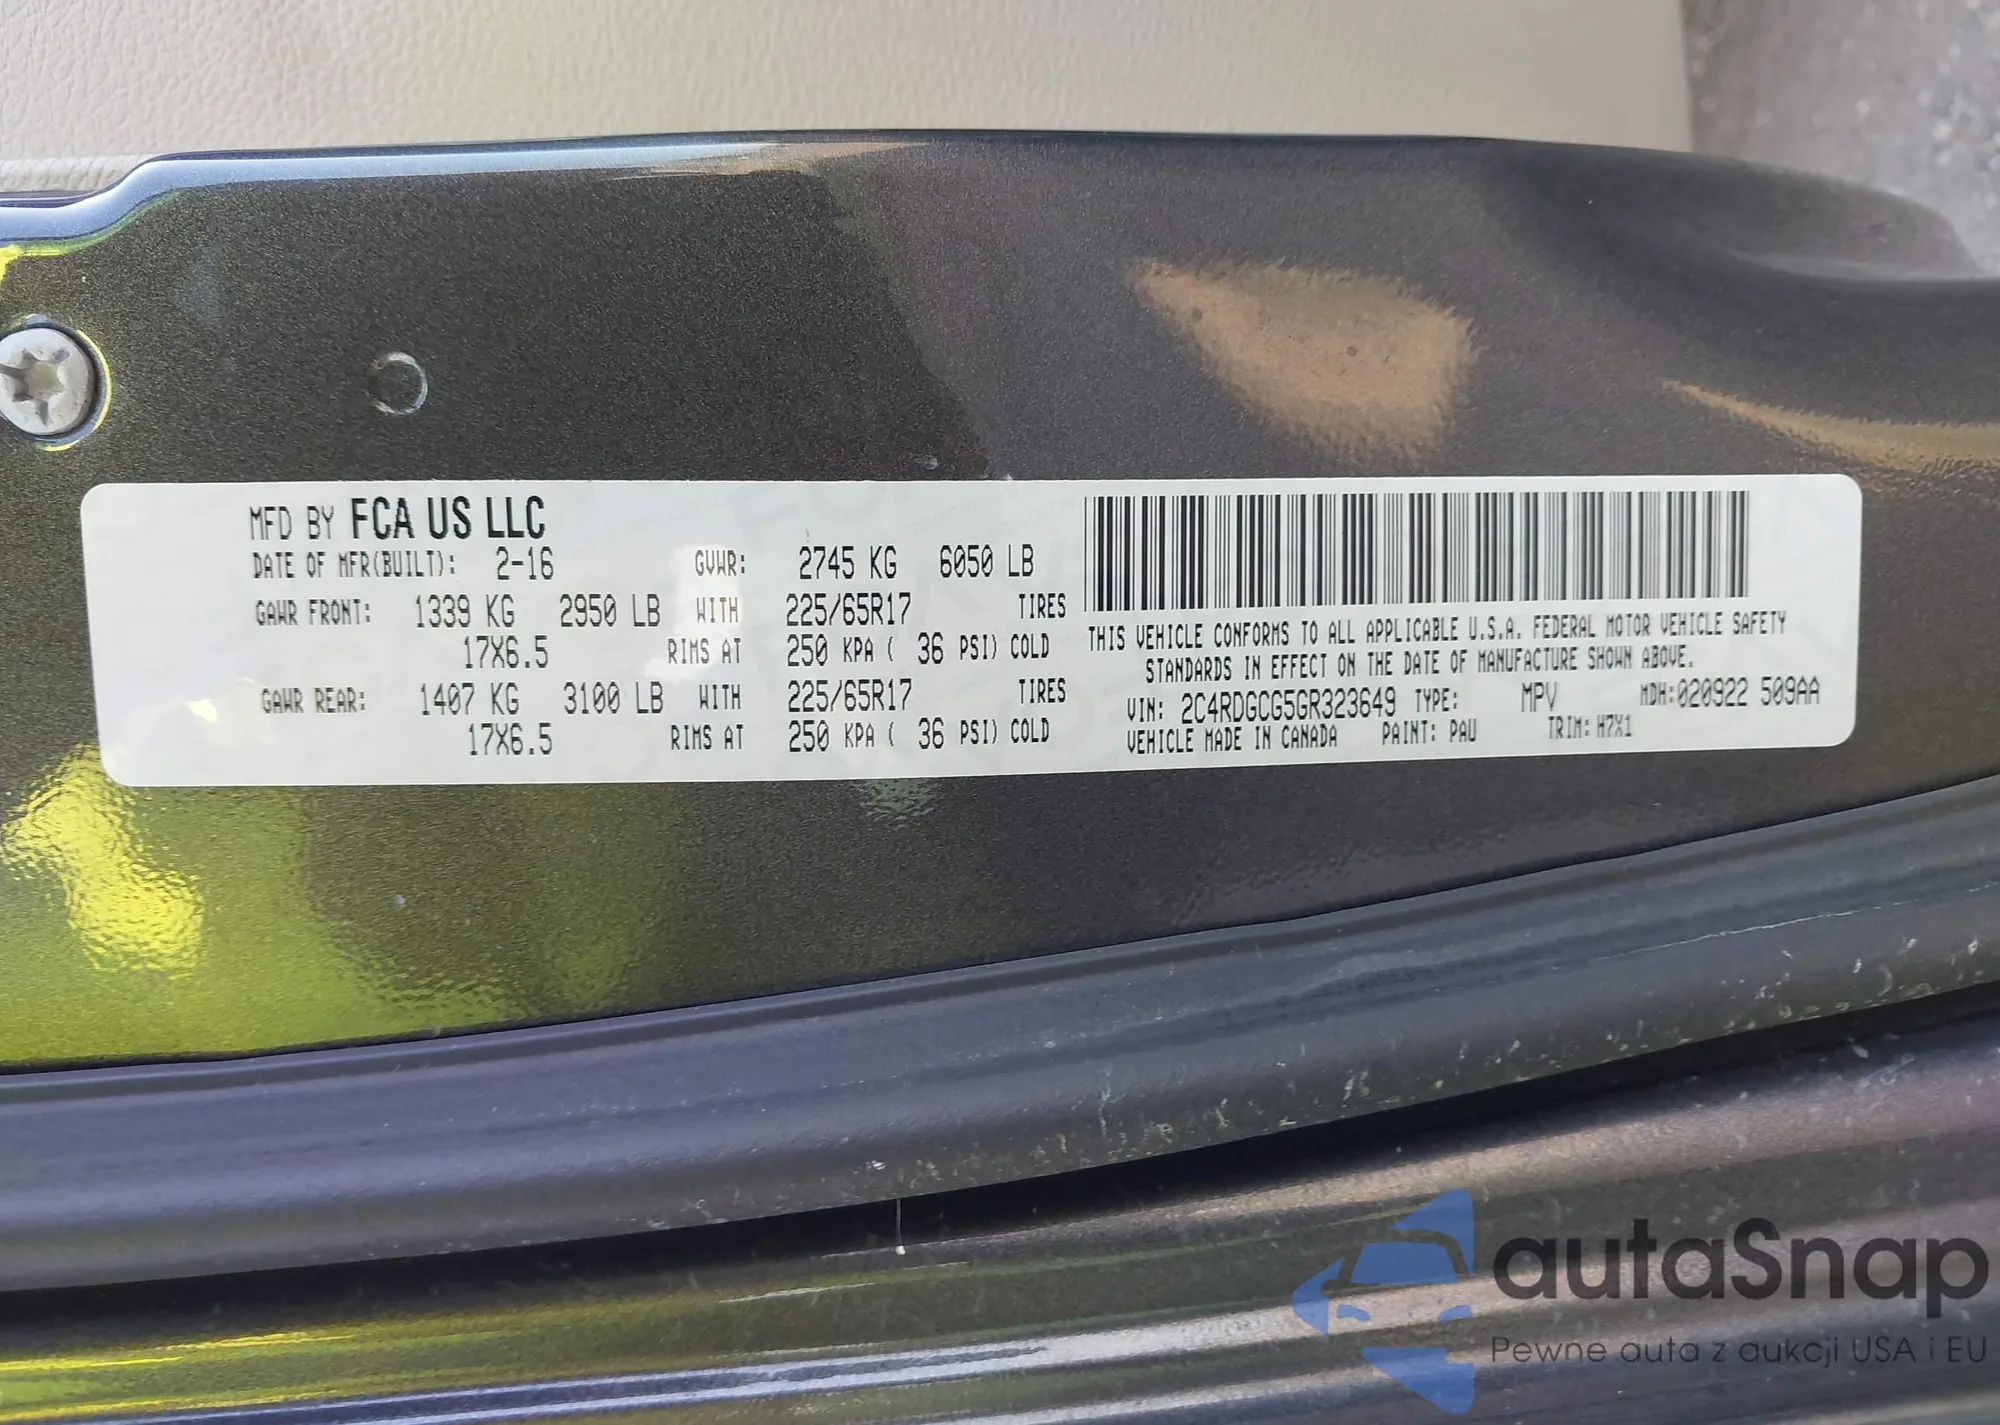 MFD BY FCA US LLC
DATE OF MFR(BUILT): 2-16 GVWR: 2745 KG 6050 LB
GAWR FRONT: 1339 KG 2950 LB WITH 225/65R17 TIRES
17X6.5 RIMS AT 250 KPA ( 36 PSI) COLD
GAWR REAR: 1407 KG 3100 LB WITH 225/65R17 TIRES
17X6.5 RIMS AT 250 KPA ( 36 PSI) COLD
THIS VEHICLE CONFORMS TO ALL APPLICABLE U.S.A. FEDERAL MOTOR VEHICLE SAFETY
STANDARDS IN EFFECT ON THE DATE OF MANUFACTURE SHOWN ABOVE.
VIN: 2C4RDGCG5GR323649 TYPE: MPV MDH:020922 509AA
VEHICLE MADE IN CANADA PAINT: PAU TRIM: H7X1
autaSnap
Pewne auta z aukcji USA i EU